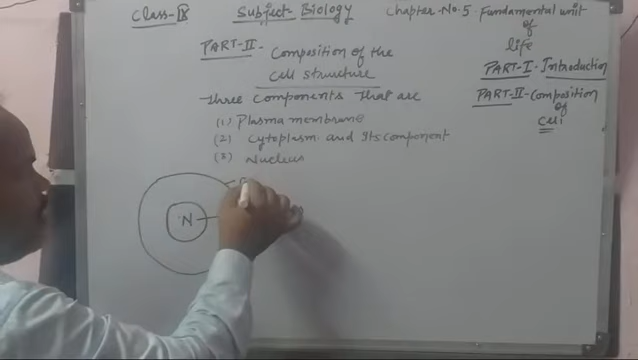 Class-IX
Subject- Biology
Chapter-No.5 Fundamental unit
of
life
PART-I- Introduction
PART-II-Composition
of
cell
PART-II- Composition of the
Cell structure
Three components That are
(1) Plasma membrane
(2) Cytoplasm and Its component
(3) Nucleus
N